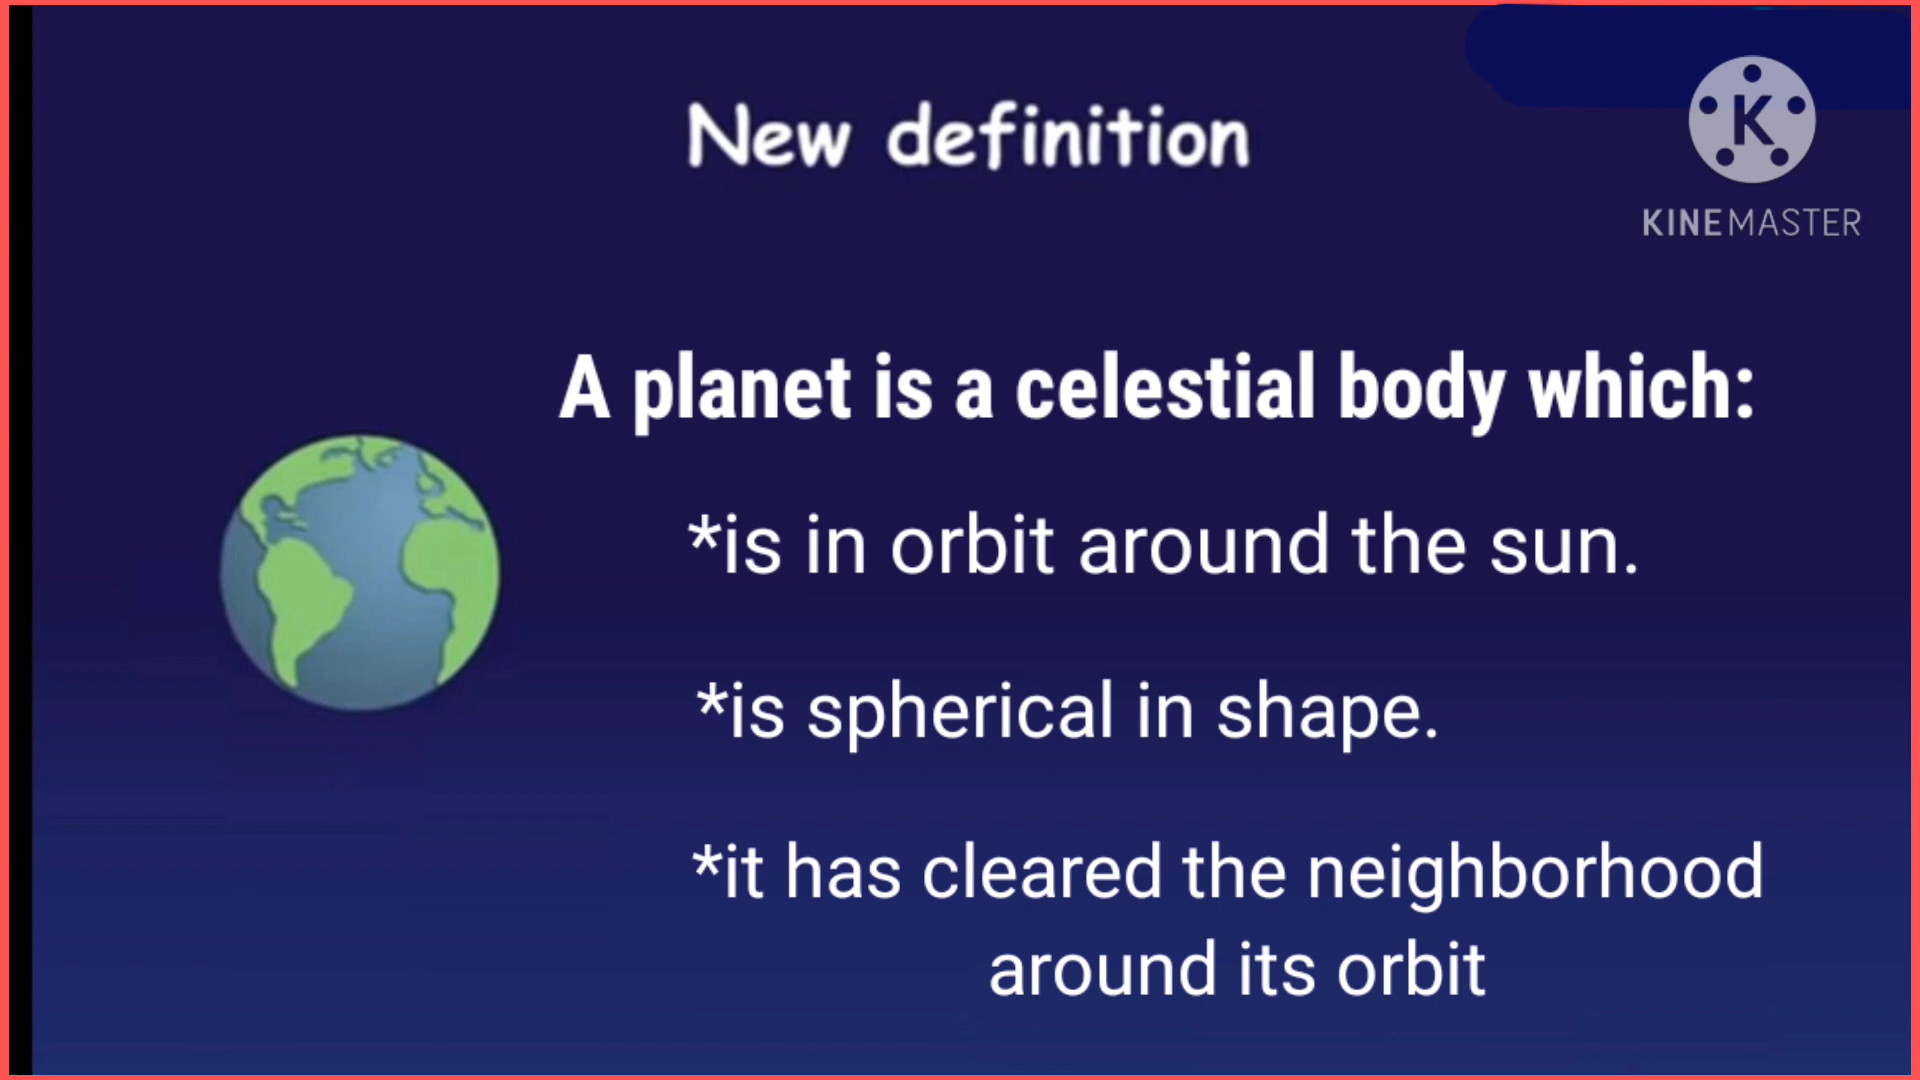 New definition
K
KINEMASTER
A planet is a celestial body which:
*is in orbit around the sun.
*is spherical in shape.
*it has cleared the neighborhood
around its orbit